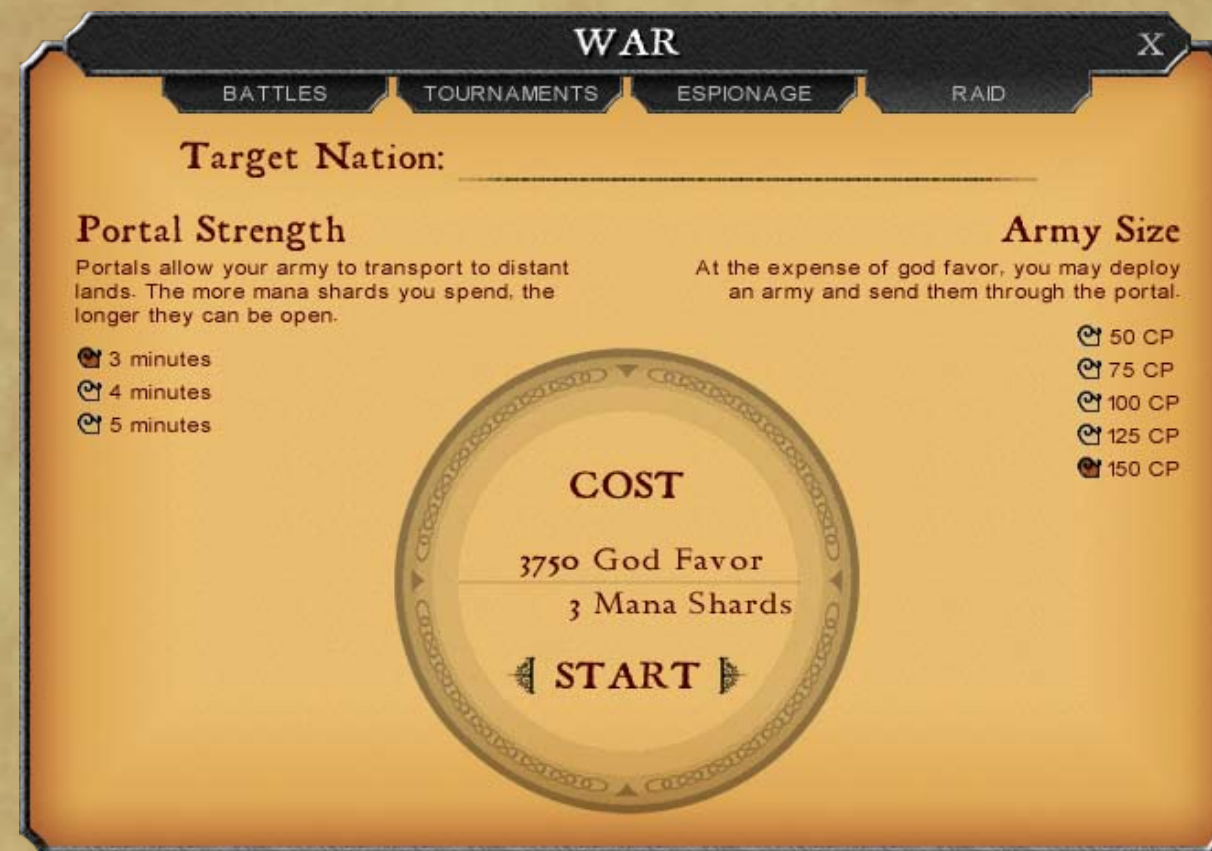 WAR
X
BATTLES
TOURNAMENTS
ESPIONAGE
RAID
Target Nation:
Portal Strength
Portals allow your army to transport to distant
lands. The more mana shards you spend, the
longer they can be open.
3 minutes
4 minutes
5 minutes
Army Size
At the expense of god favor, you may deploy
an army and send them through the portal.
50 CP
75 CP
100 CP
125 CP
150 CP
COST
3750 God Favor
3 Mana Shards
START